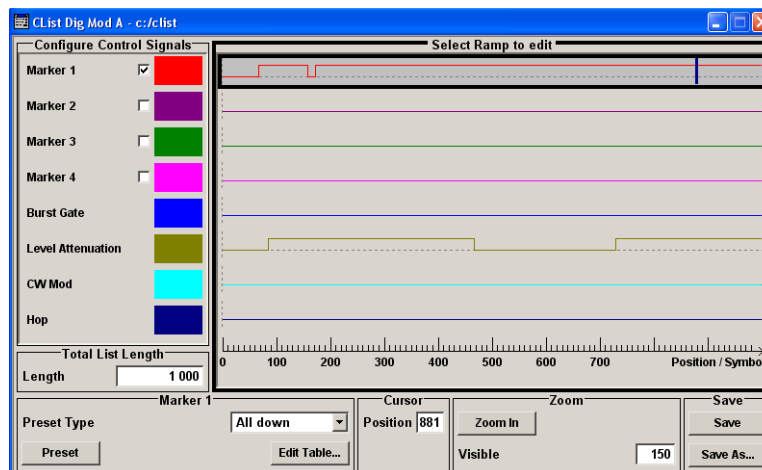 CList Dig Mod A - c:/clist
Configure Control Signals
Select Ramp to edit
Marker 1
Marker 2
Marker 3
Marker 4
Burst Gate
Level Attenuation
CW Mod
Hop
0 100 200 300 400 500 600 700 Position / Symbo
Total List Length
Length 1 000
Marker 1
Preset Type All down
Preset Edit Table...
Cursor
Position 881
Zoom
Zoom In
Visible 150
Save
Save
Save As...